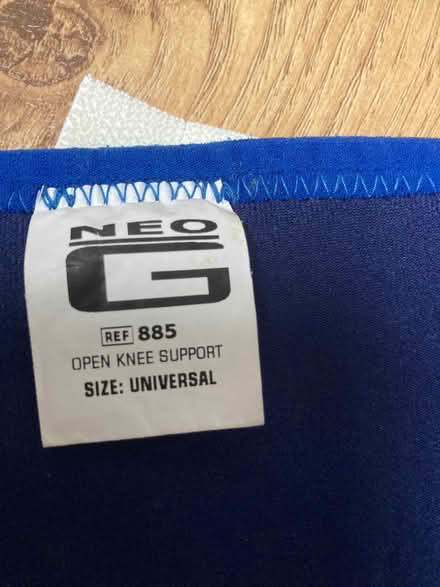 NEO
G
REF 885
OPEN KNEE SUPPORT
SIZE: UNIVERSAL